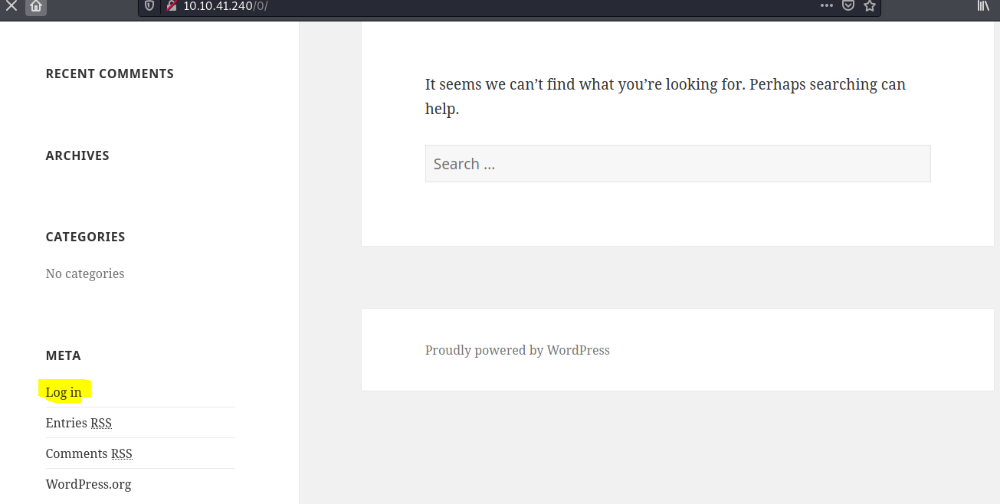 10.10.41.240/0/
RECENT COMMENTS
ARCHIVES
CATEGORIES
No categories
META
Log in
Entries RSS
Comments RSS
WordPress.org
It seems we can’t find what you’re looking for. Perhaps searching can
help.
Search ...
Proudly powered by WordPress